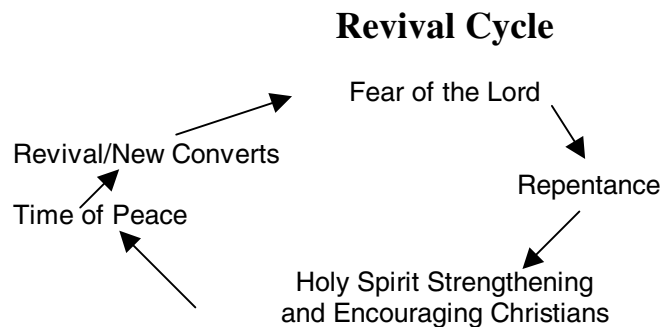 Revival Cycle
Fear of the Lord
Revival/New Converts
Repentance
Time of Peace
Holy Spirit Strengthening
and Encouraging Christians